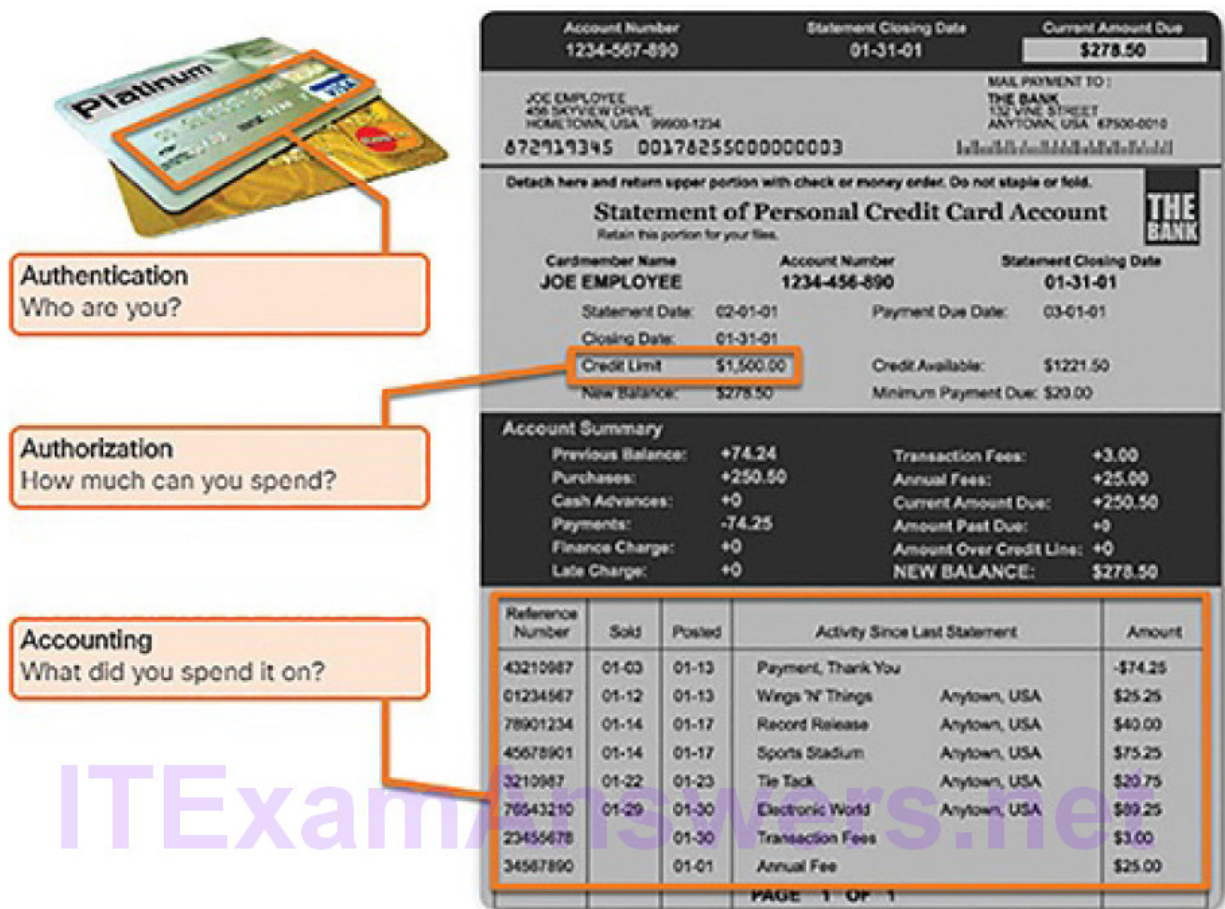 Platinum
VISA
Authentication
Who are you?
Authorization
How much can you spend?
Accounting
What did you spend it on?
Account Number Statement Closing Date Current Amount Due
1234-567-890 01-31-01 $278.50
JOE EMPLOYEE
456 SKYVIEW DRIVE
HOMETOWN, USA 99900-1234
MAIL PAYMENT TO :
THE BANK
132 VINE STREET
ANYTOWN, USA 67500-0010
872919345 00178255000000003
Detach here and return upper portion with check or money order. Do not staple or fold.
Statement of Personal Credit Card Account
Retain this portion for your files.
THE
BANK
Cardmember Name Account Number Statement Closing Date
JOE EMPLOYEE 1234-456-890 01-31-01
Statement Date: 02-01-01 Payment Due Date: 03-01-01
Closing Date: 01-31-01
Credit Limit $1,500.00 Credit Available: $1221.50
New Balance: $278.50 Minimum Payment Due: $20.00
Account Summary
Previous Balance: +74.24 Transaction Fees: +3.00
Purchases: +250.50 Annual Fees: +25.00
Cash Advances: +0 Current Amount Due: +250.50
Payments: -74.25 Amount Past Due: +0
Finance Charge: +0 Amount Over Credit Line: +0
Late Charge: +0 NEW BALANCE: $278.50
Reference
Number Sold Posted Activity Since Last Statement Amount
43210987 01-03 01-13 Payment, Thank You -$74.25
01234567 01-12 01-13 Wings 'N' Things Anytown, USA $25.25
78901234 01-14 01-17 Record Release Anytown, USA $40.00
45678901 01-14 01-17 Sports Stadium Anytown, USA $75.25
3210987 01-22 01-23 Tie Tack Anytown, USA $20.75
76543210 01-29 01-30 Electronic World Anytown, USA $89.25
23455678 01-30 Transaction Fees $3.00
34567890 01-01 Annual Fee $25.00
PAGE 1 OF 1
ITExamAnswers.net